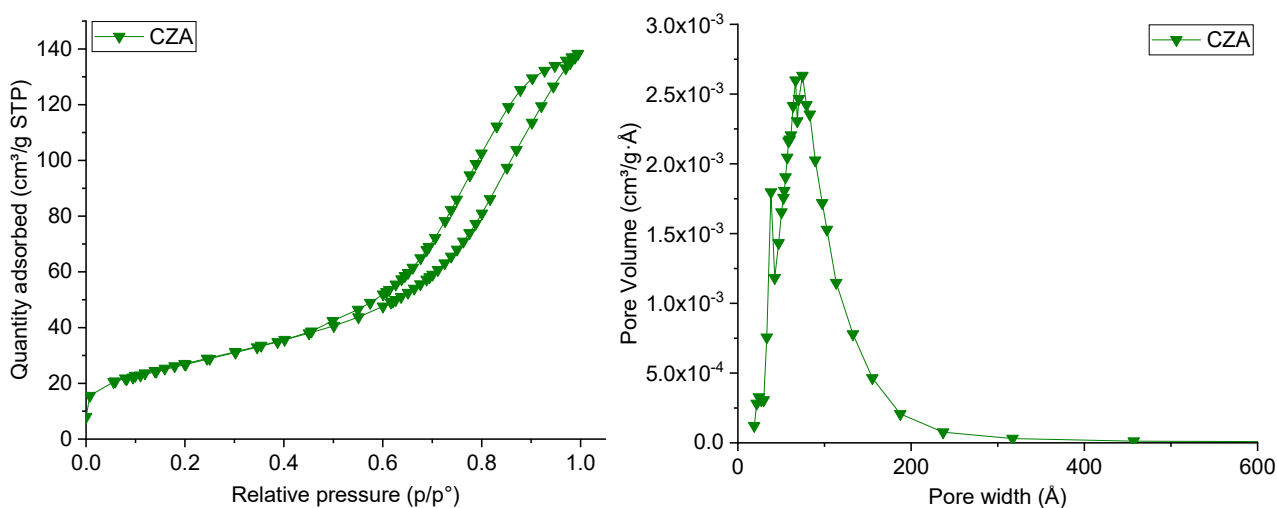 CZA
140
120
100
80
60
40
20
0
0.0 0.2 0.4 0.6 0.8 1.0
Quantity adsorbed (cm³/g STP)
Relative pressure (p/p°)
CZA
3.0x10⁻³
2.5x10⁻³
2.0x10⁻³
1.5x10⁻³
1.0x10⁻³
5.0x10⁻⁴
0.0
0 200 400 600
Pore Volume (cm³/g·Å)
Pore width (Å)